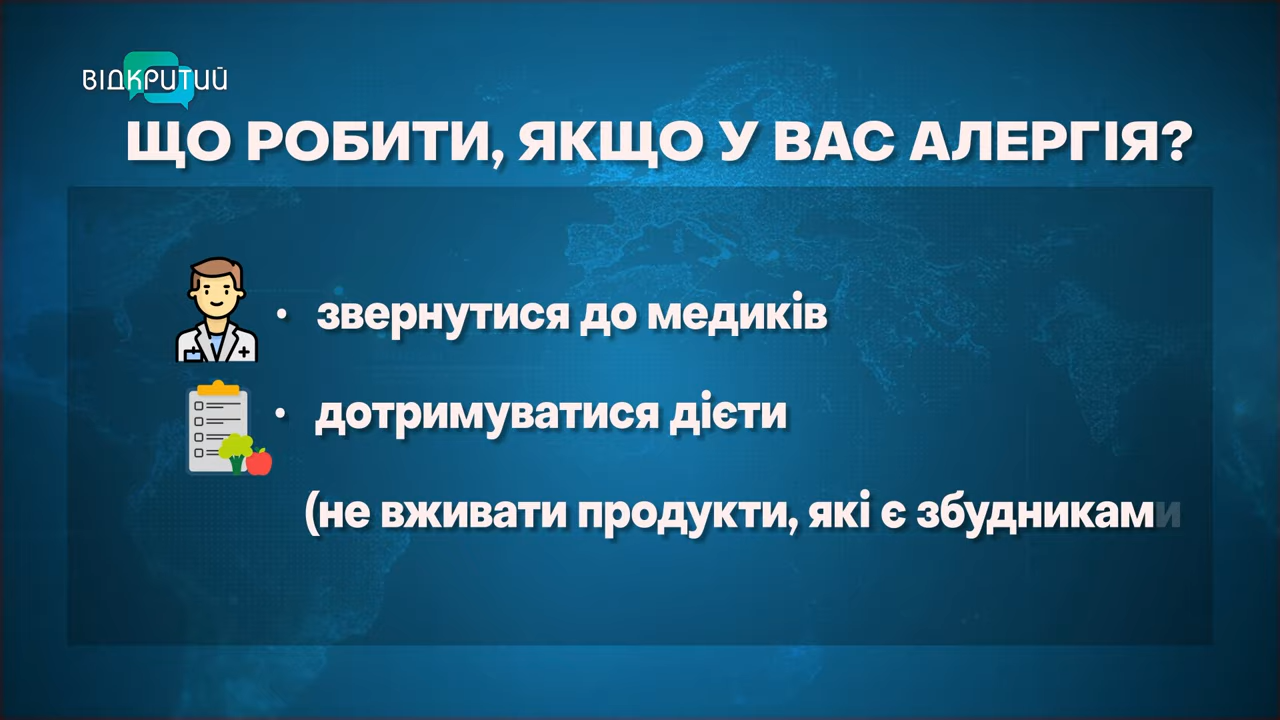 ВІДКРИТИЙ
ЩО РОБИТИ, ЯКЩО У ВАС АЛЕРГІЯ?
• звернутися до медиків
• дотримуватися дієти
(не вживати продукти, які є збудниками